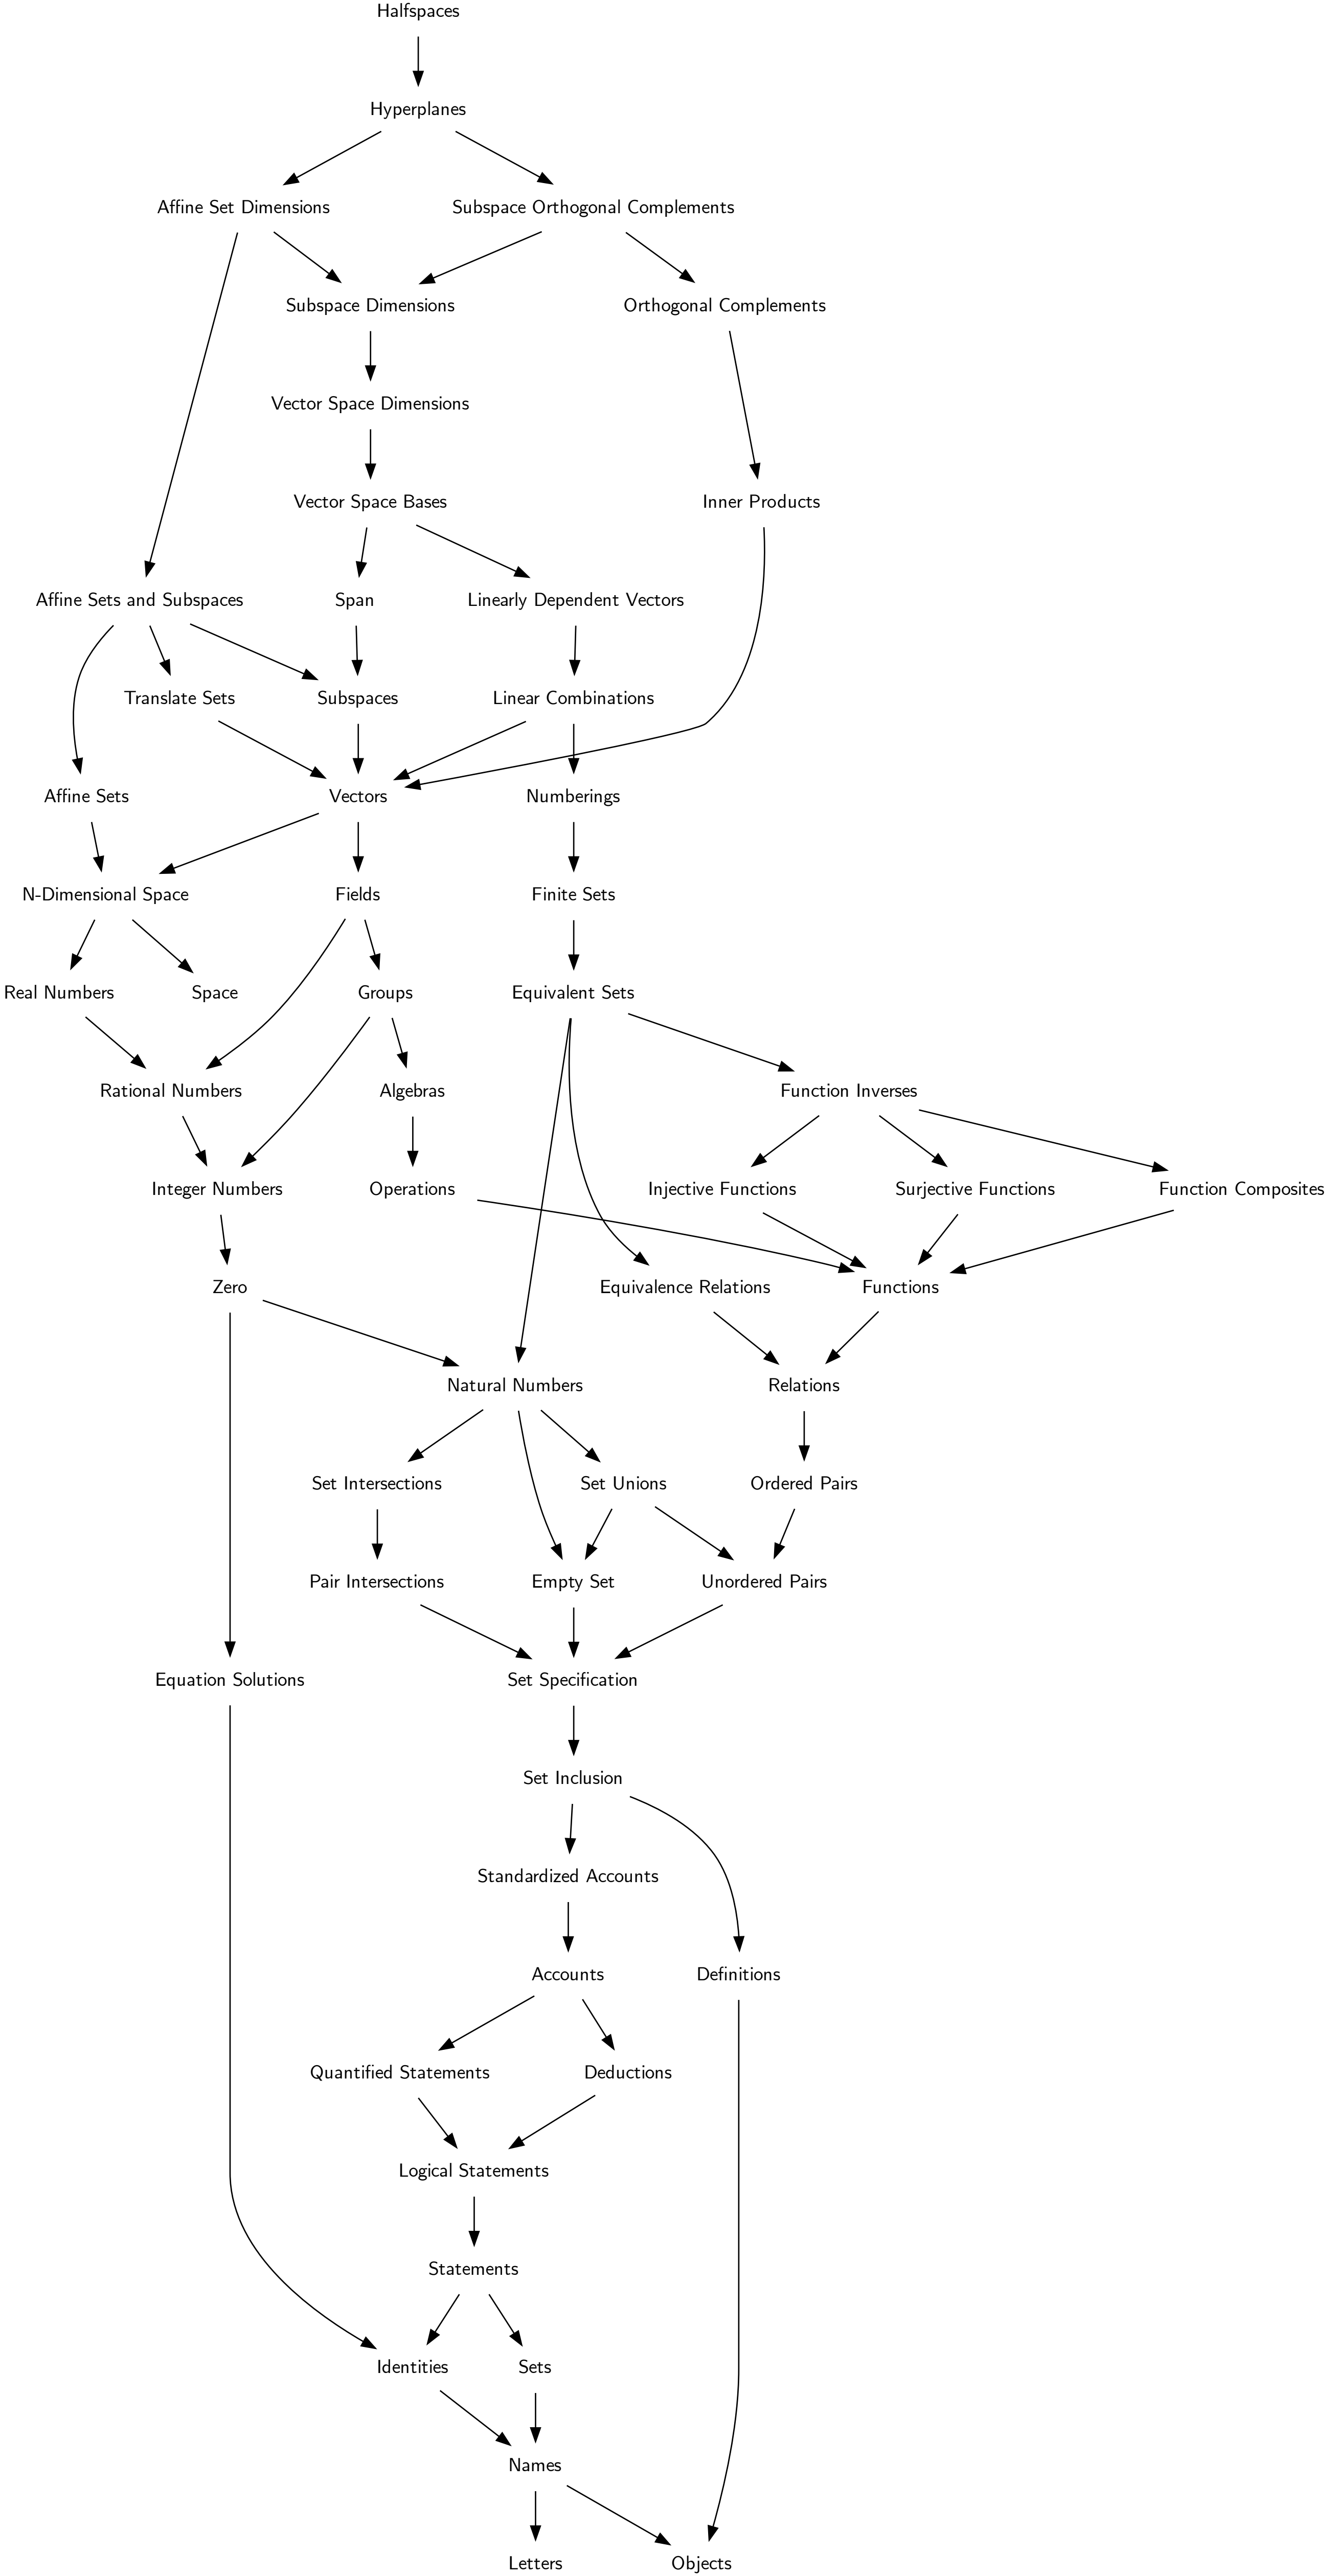 Halfspaces
Hyperplanes
Affine Set Dimensions
Subspace Orthogonal Complements
Subspace Dimensions
Orthogonal Complements
Vector Space Dimensions
Vector Space Bases
Inner Products
Affine Sets and Subspaces
Span
Linearly Dependent Vectors
Translate Sets
Subspaces
Linear Combinations
Affine Sets
Vectors
Numberings
N-Dimensional Space
Fields
Finite Sets
Real Numbers
Space
Groups
Equivalent Sets
Rational Numbers
Algebras
Function Inverses
Integer Numbers
Operations
Injective Functions
Surjective Functions
Function Composites
Zero
Equivalence Relations
Functions
Natural Numbers
Relations
Set Intersections
Set Unions
Ordered Pairs
Pair Intersections
Empty Set
Unordered Pairs
Equation Solutions
Set Specification
Set Inclusion
Standardized Accounts
Accounts
Definitions
Quantified Statements
Deductions
Logical Statements
Statements
Identities
Sets
Names
Letters
Objects